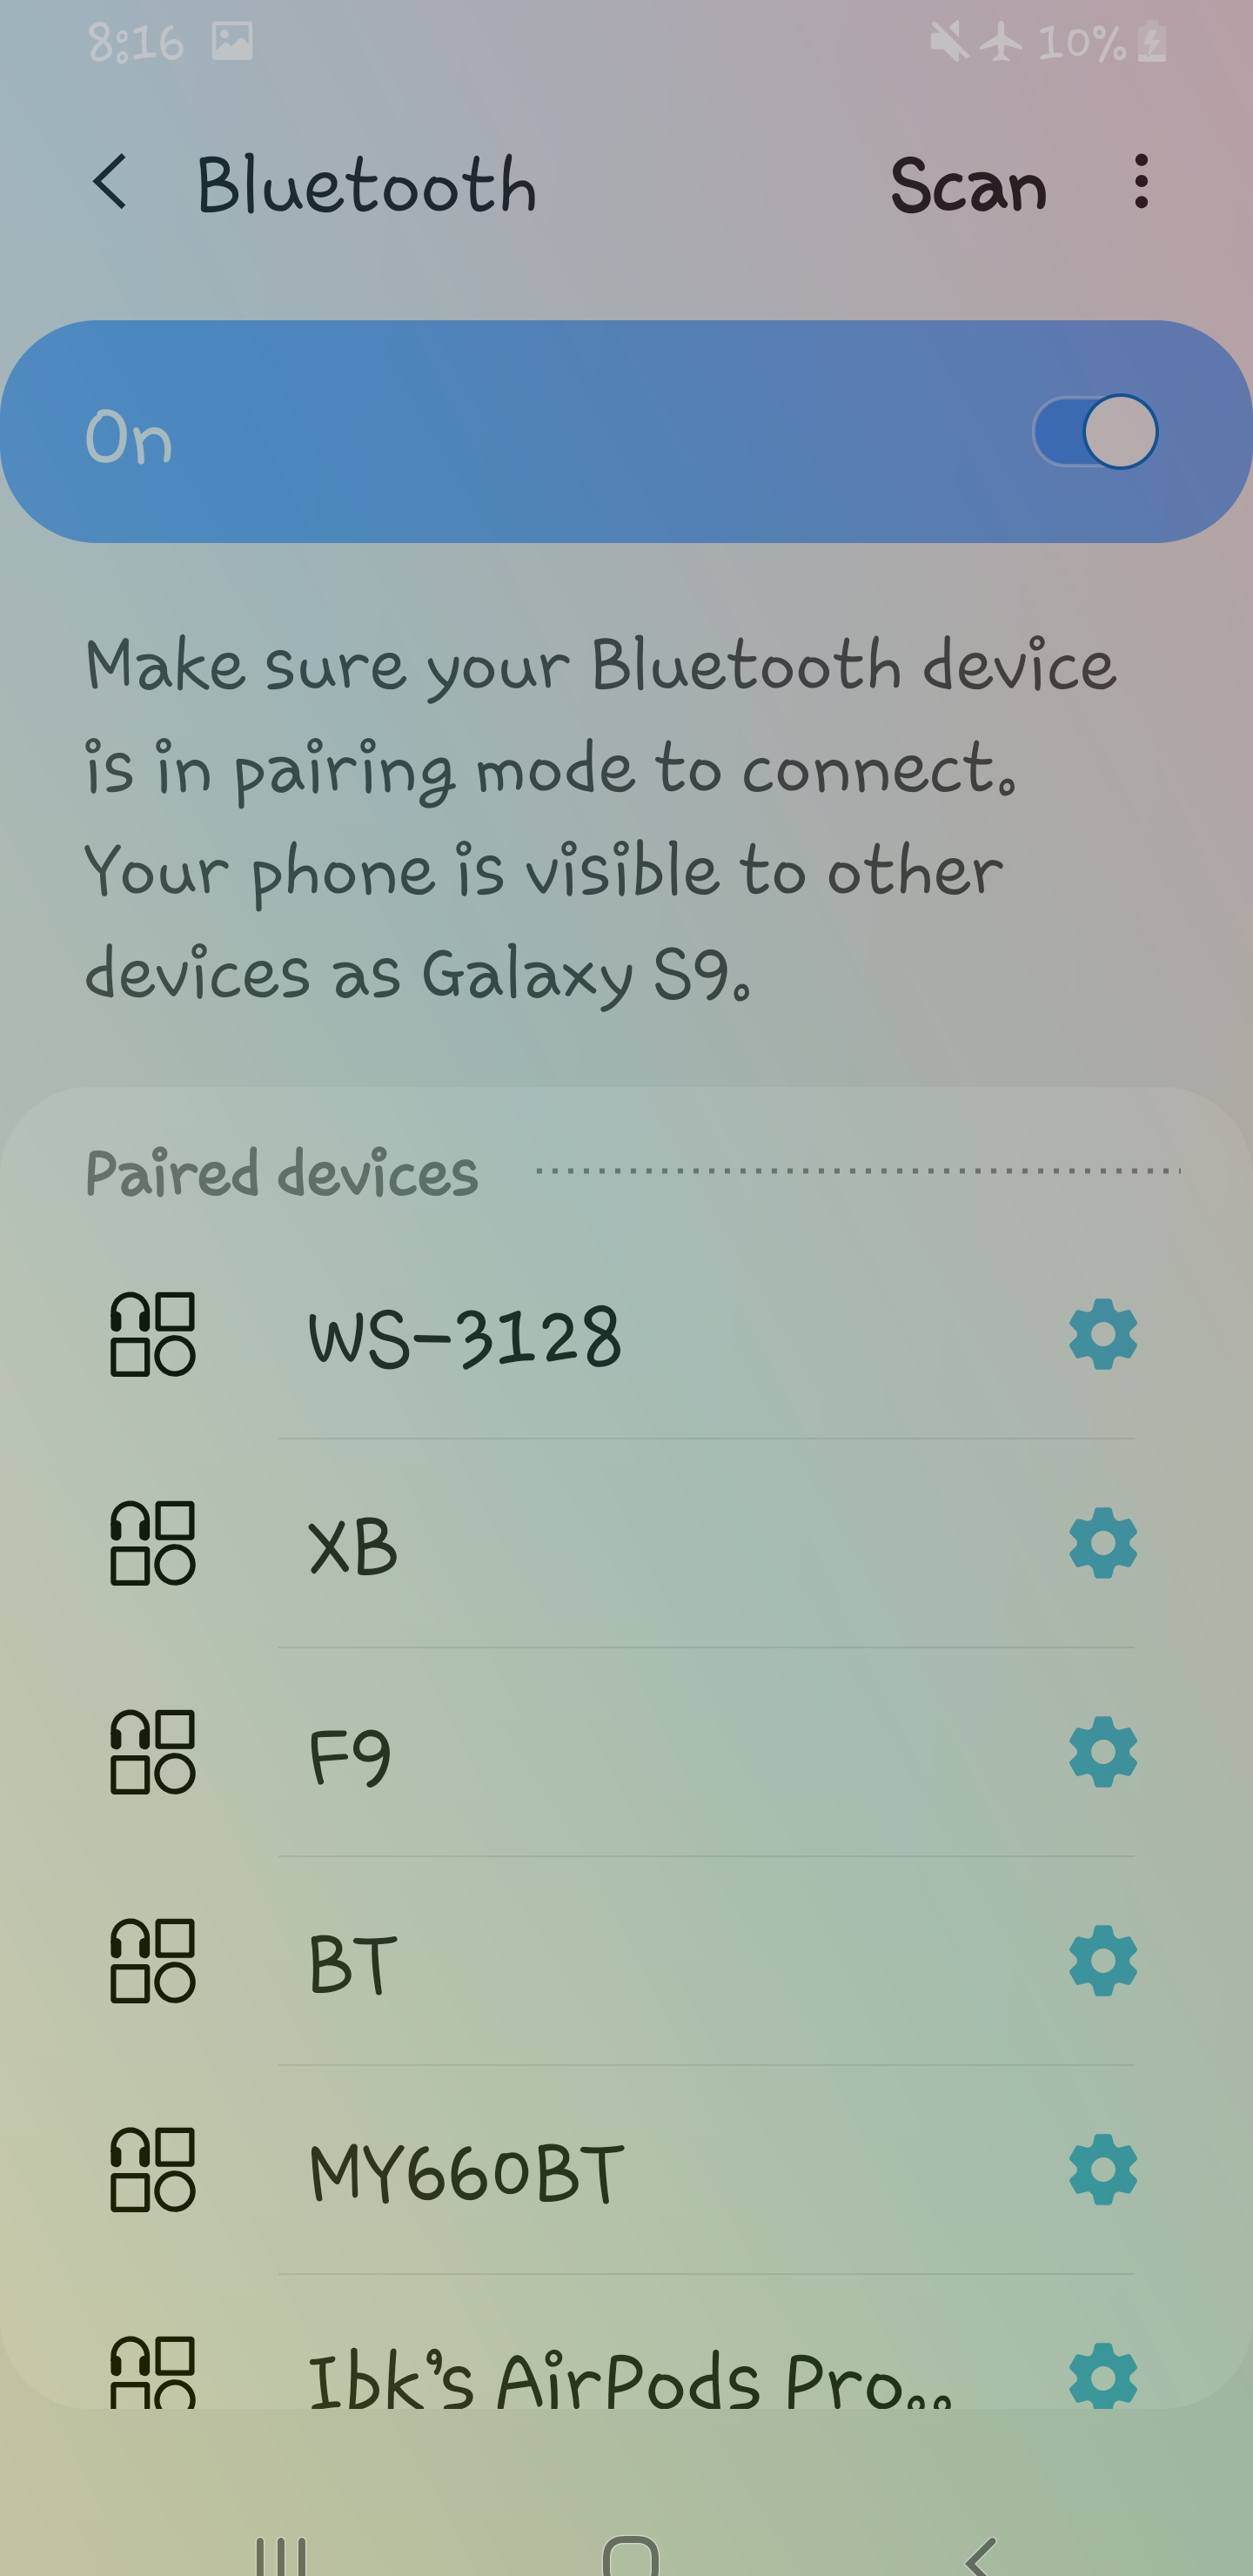 8:16 10%
Bluetooth Scan
On
Make sure your Bluetooth device
is in pairing mode to connect.
Your phone is visible to other
devices as Galaxy S9.
Paired devices
WS-3128
XB
F9
BT
MY660BT
Ibk's AirPods Pro..